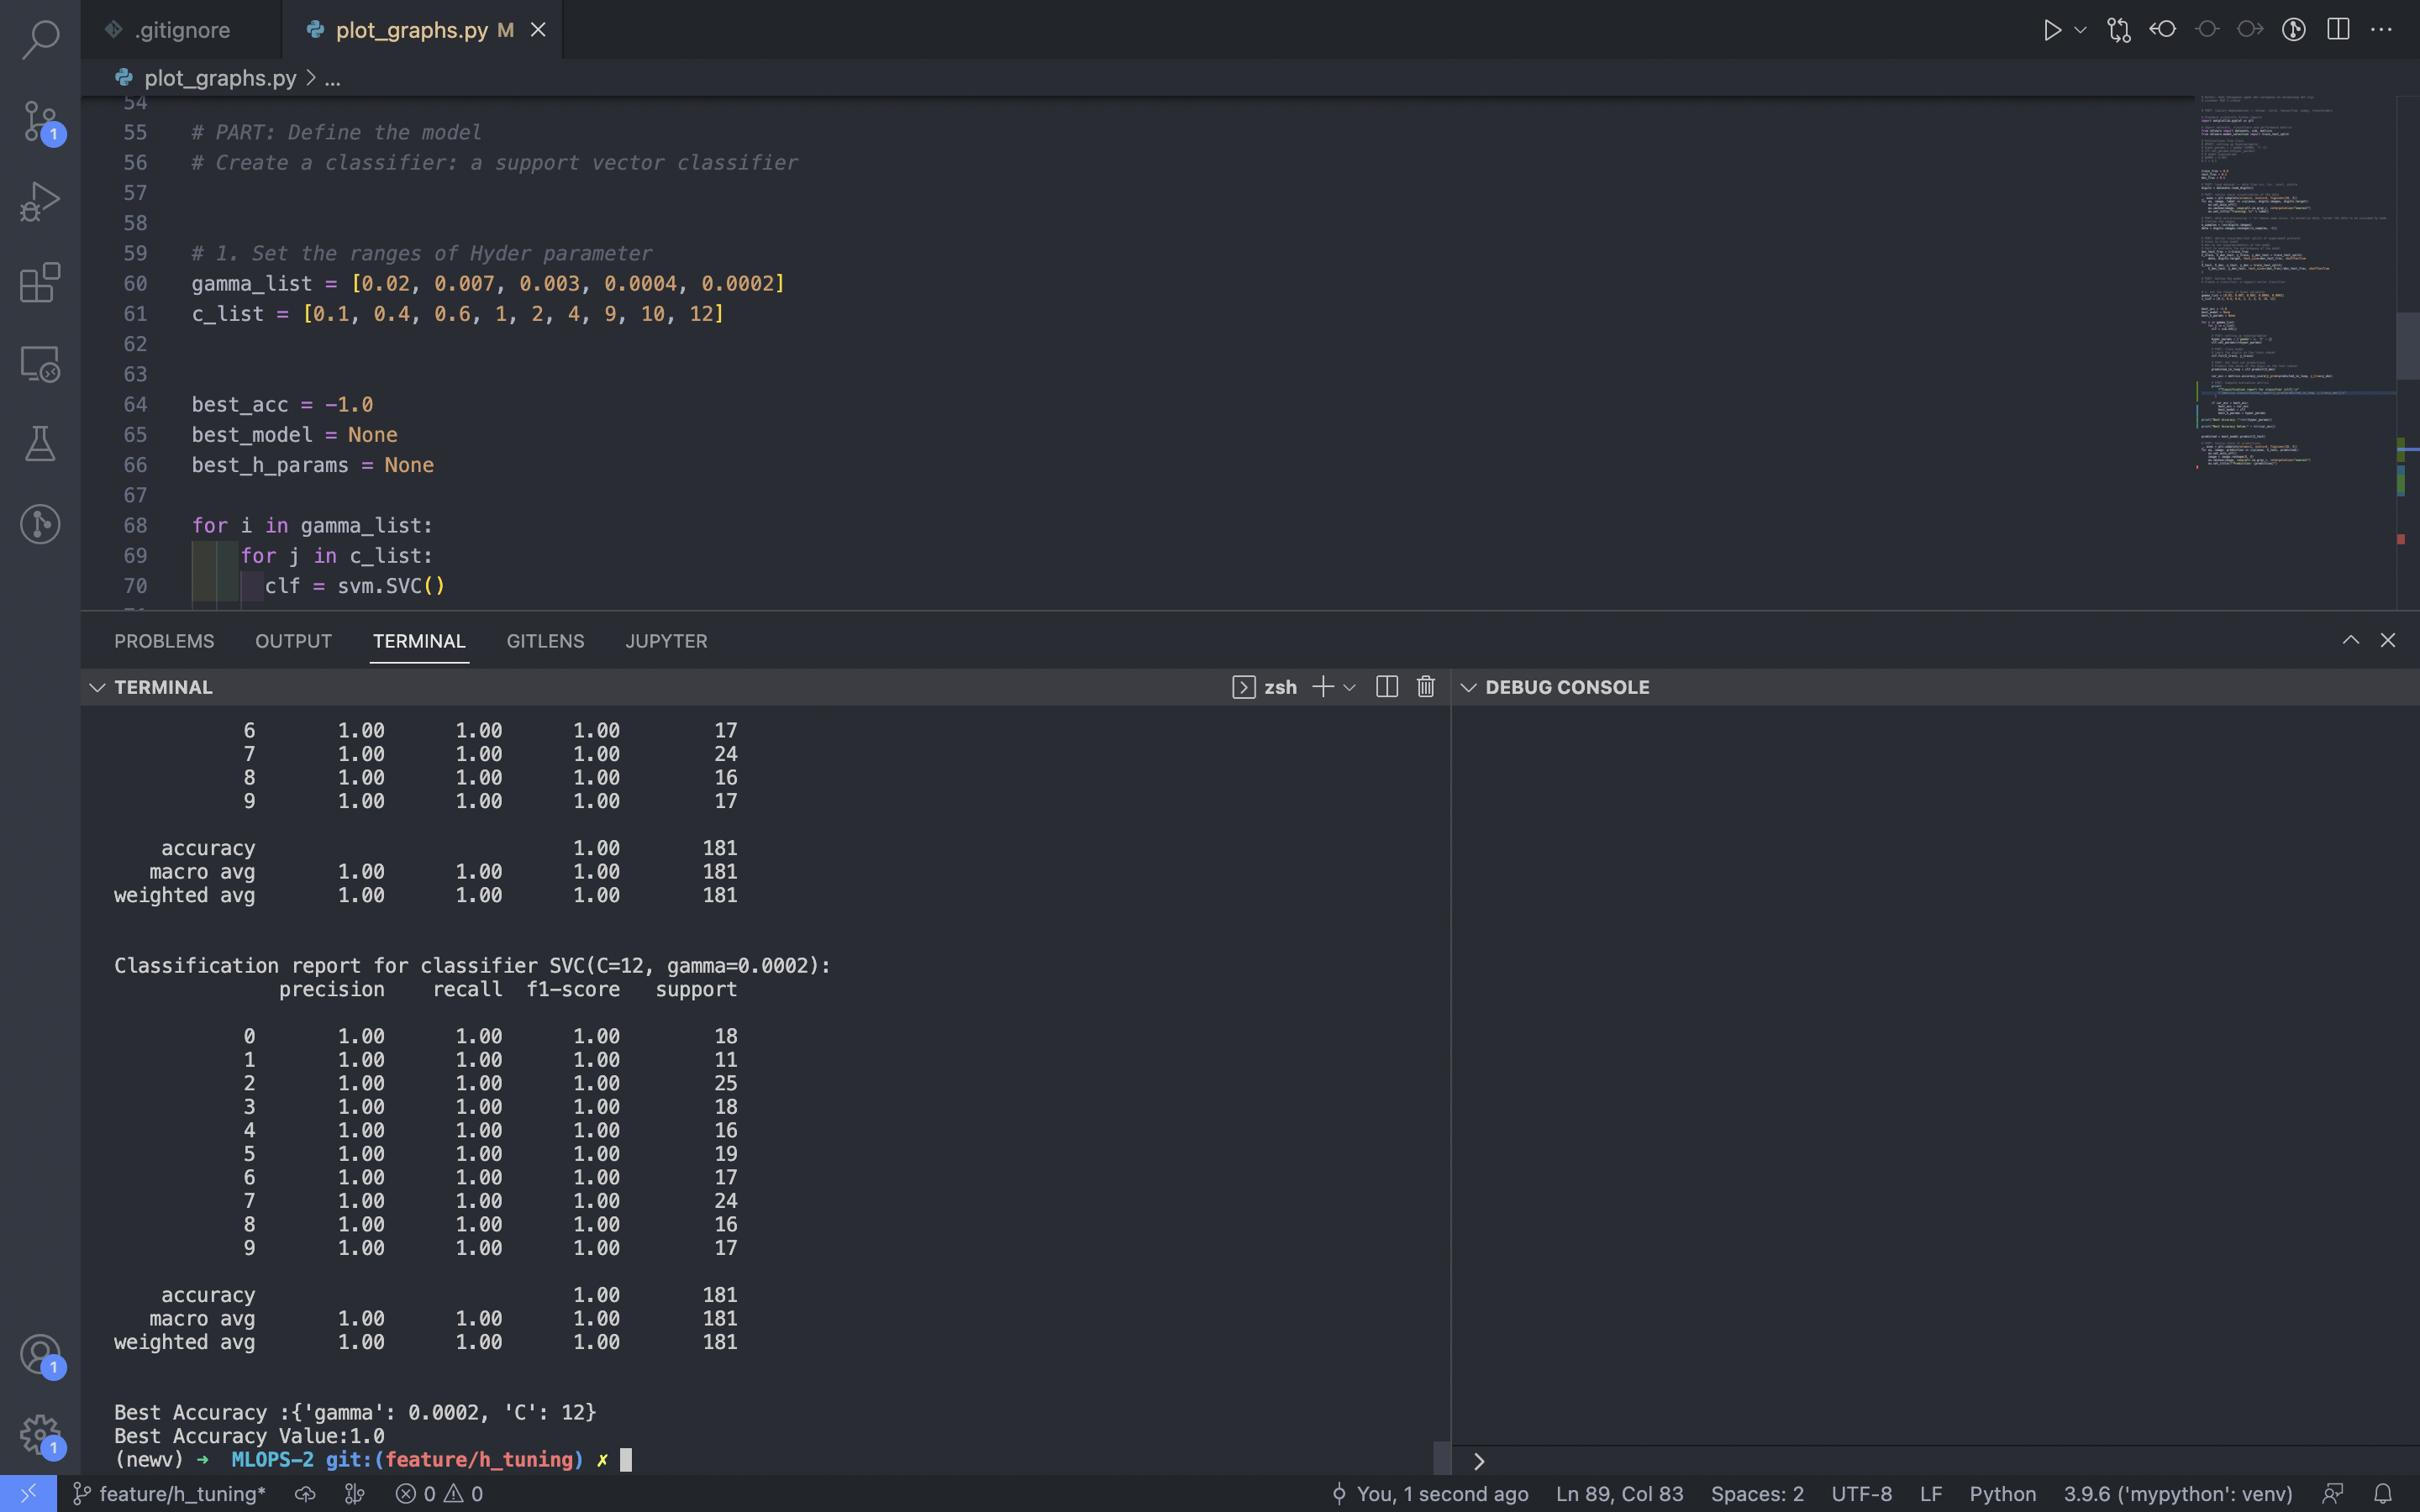 .gitignore
plot_graphs.py M
plot_graphs.py > ...
54
55 # PART: Define the model
56 # Create a classifier: a support vector classifier
57
58
59 # 1. Set the ranges of Hyder parameter
60 gamma_list = [0.02, 0.007, 0.003, 0.0004, 0.0002]
61 c_list = [0.1, 0.4, 0.6, 1, 2, 4, 9, 10, 12]
62
63
64 best_acc = -1.0
65 best_model = None
66 best_h_params = None
67
68 for i in gamma_list:
69 for j in c_list:
70 clf = svm.SVC()
1
PROBLEMS OUTPUT TERMINAL GITLENS JUPYTER
TERMINAL
zsh
DEBUG CONSOLE
6 1.00 1.00 1.00 17
7 1.00 1.00 1.00 24
8 1.00 1.00 1.00 16
9 1.00 1.00 1.00 17
accuracy 1.00 181
macro avg 1.00 1.00 1.00 181
weighted avg 1.00 1.00 1.00 181
Classification report for classifier SVC(C=12, gamma=0.0002):
precision recall f1-score support
0 1.00 1.00 1.00 18
1 1.00 1.00 1.00 11
2 1.00 1.00 1.00 25
3 1.00 1.00 1.00 18
4 1.00 1.00 1.00 16
5 1.00 1.00 1.00 19
6 1.00 1.00 1.00 17
7 1.00 1.00 1.00 24
8 1.00 1.00 1.00 16
9 1.00 1.00 1.00 17
accuracy 1.00 181
macro avg 1.00 1.00 1.00 181
weighted avg 1.00 1.00 1.00 181
Best Accuracy :{'gamma': 0.0002, 'C': 12}
Best Accuracy Value:1.0
(newv) ➜ MLOPS-2 git:(feature/h_tuning) ✗
1
1
feature/h_tuning* 0 0
You, 1 second ago Ln 89, Col 83 Spaces: 2 UTF-8 LF Python 3.9.6 ('mypython': venv)